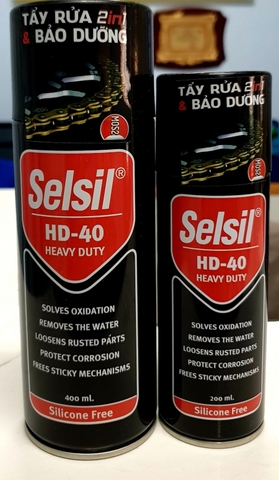 TẨY RỬA 2in1
& BẢO DƯỠNG
MOS2
Selsil®
HD-40
HEAVY DUTY
SOLVES OXIDATION
REMOVES THE WATER
LOOSENS RUSTED PARTS
PROTECT CORROSION
FREES STICKY MECHANISMS
400 ml.
Silicone Free
TẨY RỬA 2in1
& BẢO DƯỠNG
MOS2
Selsil®
HD-40
HEAVY DUTY
SOLVES OXIDATION
REMOVES THE WATER
LOOSENS RUSTED PARTS
PROTECT CORROSION
FREES STICKY MECHANISMS
200 ml.
Silicone Free